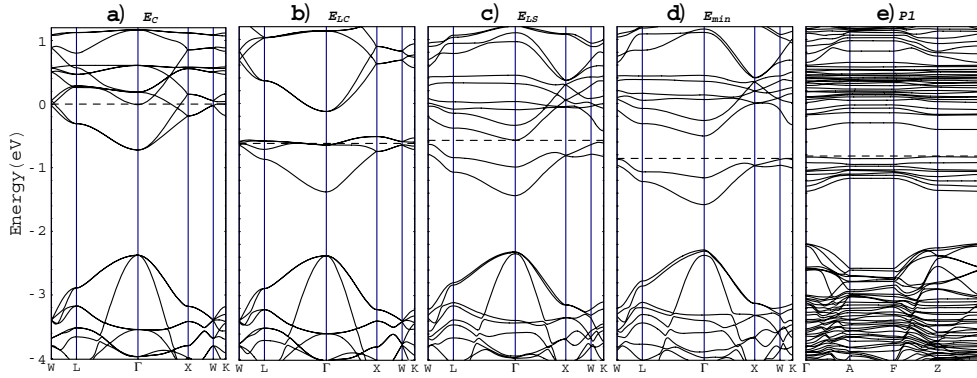 a) E_C b) E_LC c) E_LS d) E_min e) P1
Energy(eV)
1
0
-1
-2
-3
-4
W L Γ X W K W L Γ X W K W L Γ X W K W L Γ X W K Γ A F Z